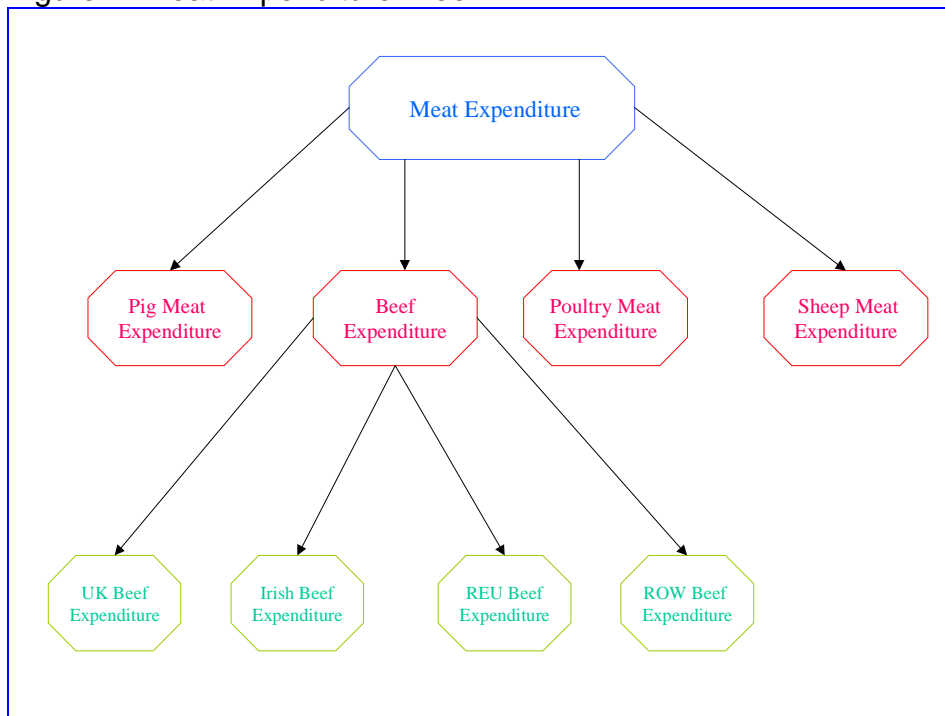 Meat Expenditure
Pig Meat
Expenditure
Beef
Expenditure
Poultry Meat
Expenditure
Sheep Meat
Expenditure
UK Beef
Expenditure
Irish Beef
Expenditure
REU Beef
Expenditure
ROW Beef
Expenditure